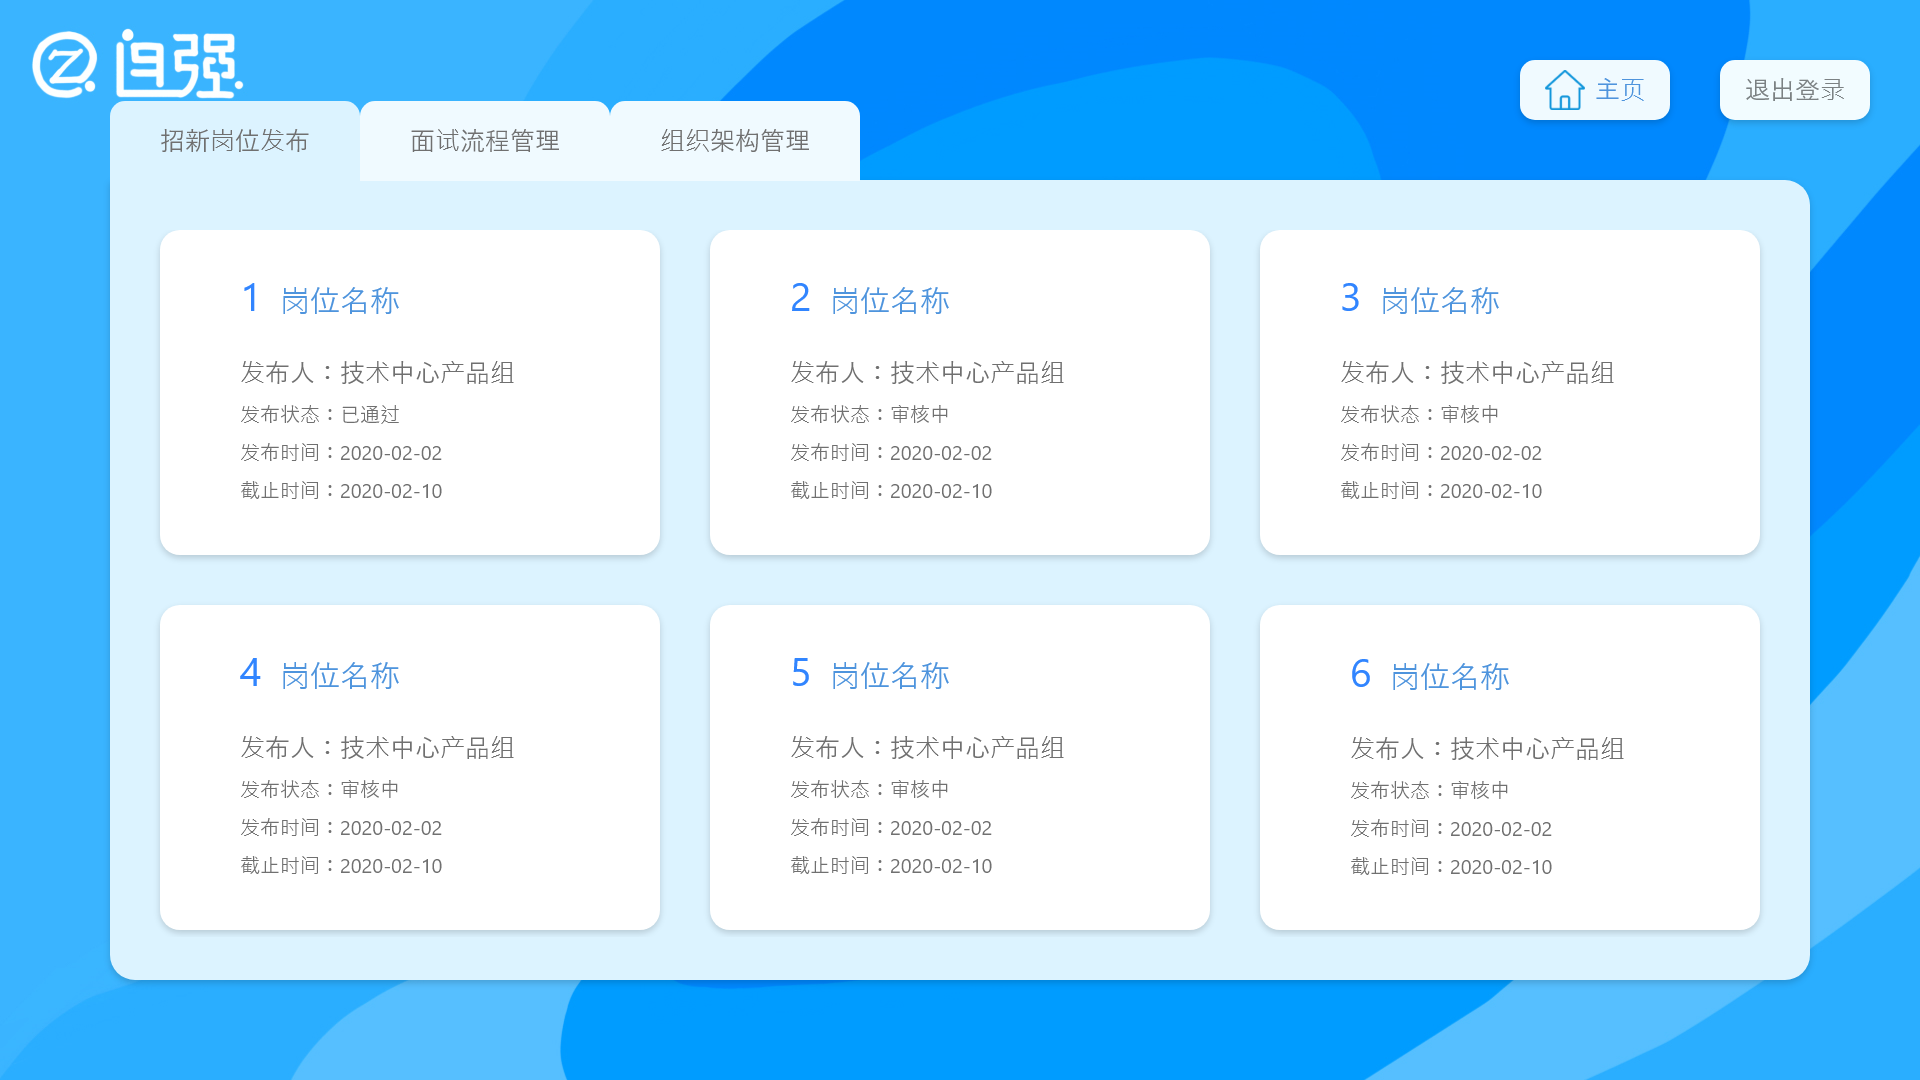 自强
主页
退出登录
招新岗位发布
面试流程管理
组织架构管理
1 岗位名称
发布人：技术中心产品组
发布状态：已通过
发布时间：2020-02-02
截止时间：2020-02-10
2 岗位名称
发布人：技术中心产品组
发布状态：审核中
发布时间：2020-02-02
截止时间：2020-02-10
3 岗位名称
发布人：技术中心产品组
发布状态：审核中
发布时间：2020-02-02
截止时间：2020-02-10
4 岗位名称
发布人：技术中心产品组
发布状态：审核中
发布时间：2020-02-02
截止时间：2020-02-10
5 岗位名称
发布人：技术中心产品组
发布状态：审核中
发布时间：2020-02-02
截止时间：2020-02-10
6 岗位名称
发布人：技术中心产品组
发布状态：审核中
发布时间：2020-02-02
截止时间：2020-02-10